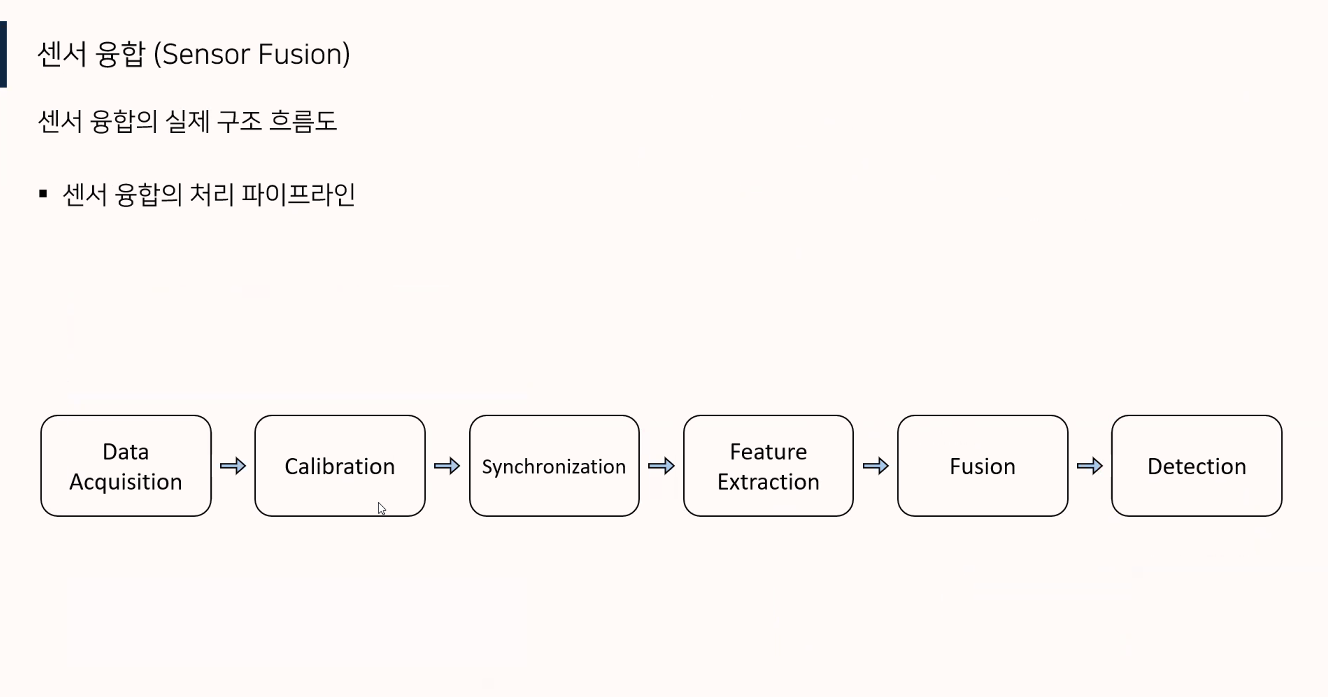 센서 융합 (Sensor Fusion)
센서 융합의 실제 구조 흐름도
▪ 센서 융합의 처리 파이프라인
Data
Acquisition
Calibration
Synchronization
Feature
Extraction
Fusion
Detection